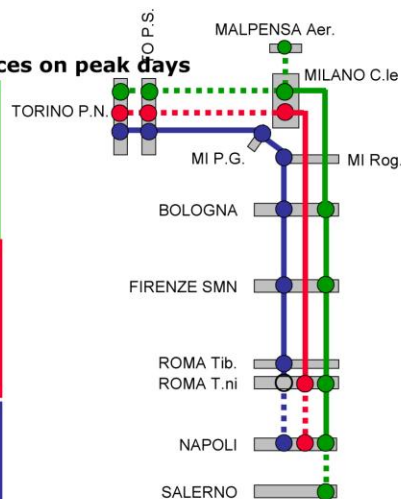 ces on peak days
O P.S.
MALPENSA Aer.
MILANO C.le
TORINO P.N.
MI P.G.
MI Rog.
BOLOGNA
FIRENZE SMN
ROMA Tib.
ROMA T.ni
NAPOLI
SALERNO